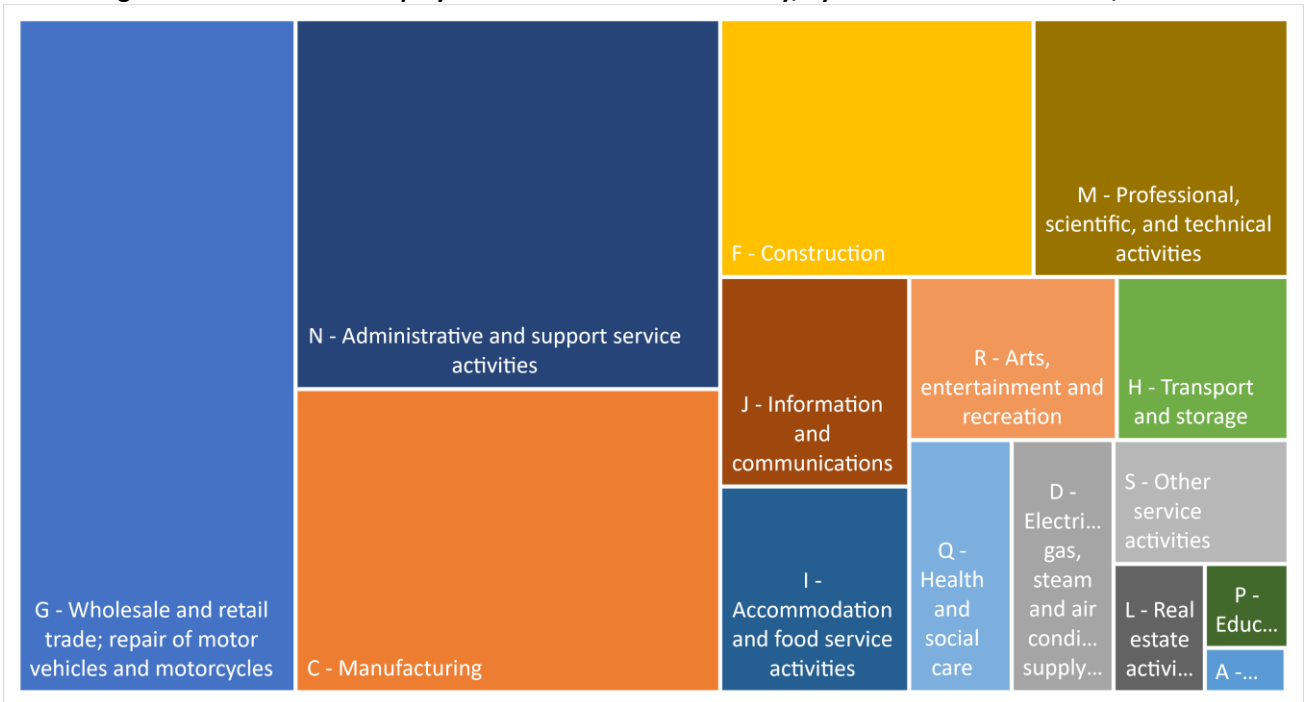 G - Wholesale and retail
trade; repair of motor
vehicles and motorcycles
N - Administrative and support service
activities
C - Manufacturing
F - Construction
M - Professional,
scientific, and technical
activities
J - Information
and
communications
R - Arts,
entertainment and
recreation
H - Transport
and storage
I -
Accommodation
and food service
activities
Q -
Health
and
social
care
D -
Electri...
gas,
steam
and air
condi...
supply...
S - Other
service
activities
L - Real
estate
activi...
P -
Educ...
A -...